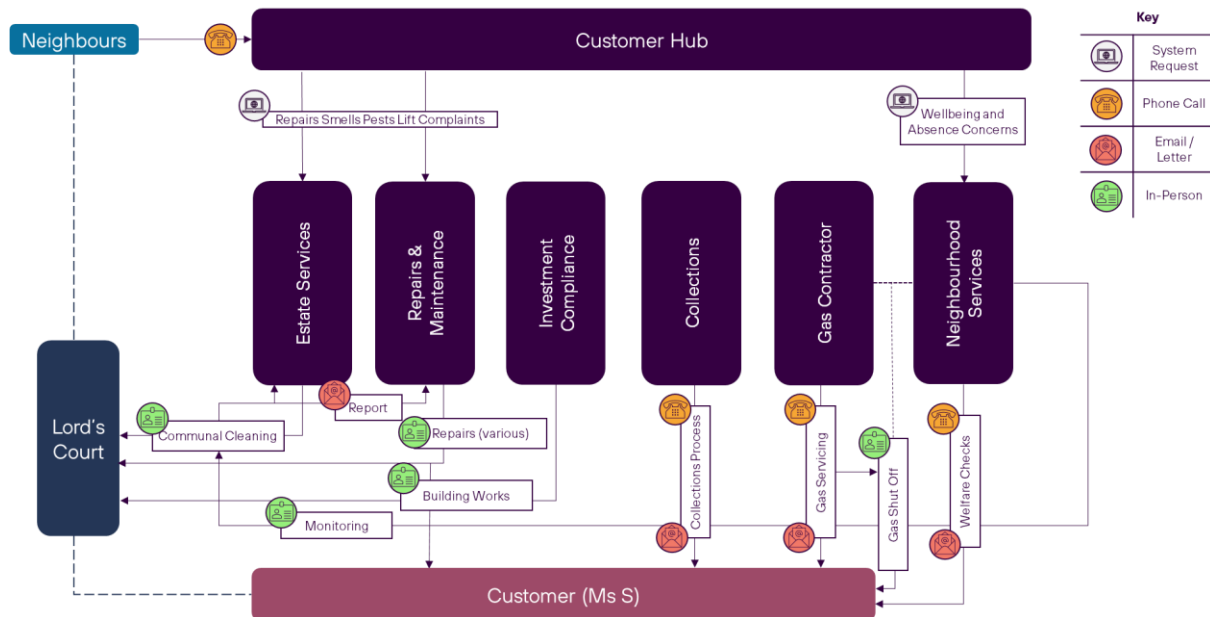 Neighbours
Customer Hub
Key
System
Request
Phone Call
Email /
Letter
In-Person
Repairs Smells Pests Lift Complaints
Wellbeing and
Absence Concerns
Estate Services
Repairs &
Maintenance
Investment
Compliance
Collections
Gas Contractor
Neighbourhood
Services
Lord's
Court
Report
Communal Cleaning
Repairs (various)
Building Works
Monitoring
Collections Process
Gas Servicing
Gas Shut Off
Welfare Checks
Customer (Ms S)